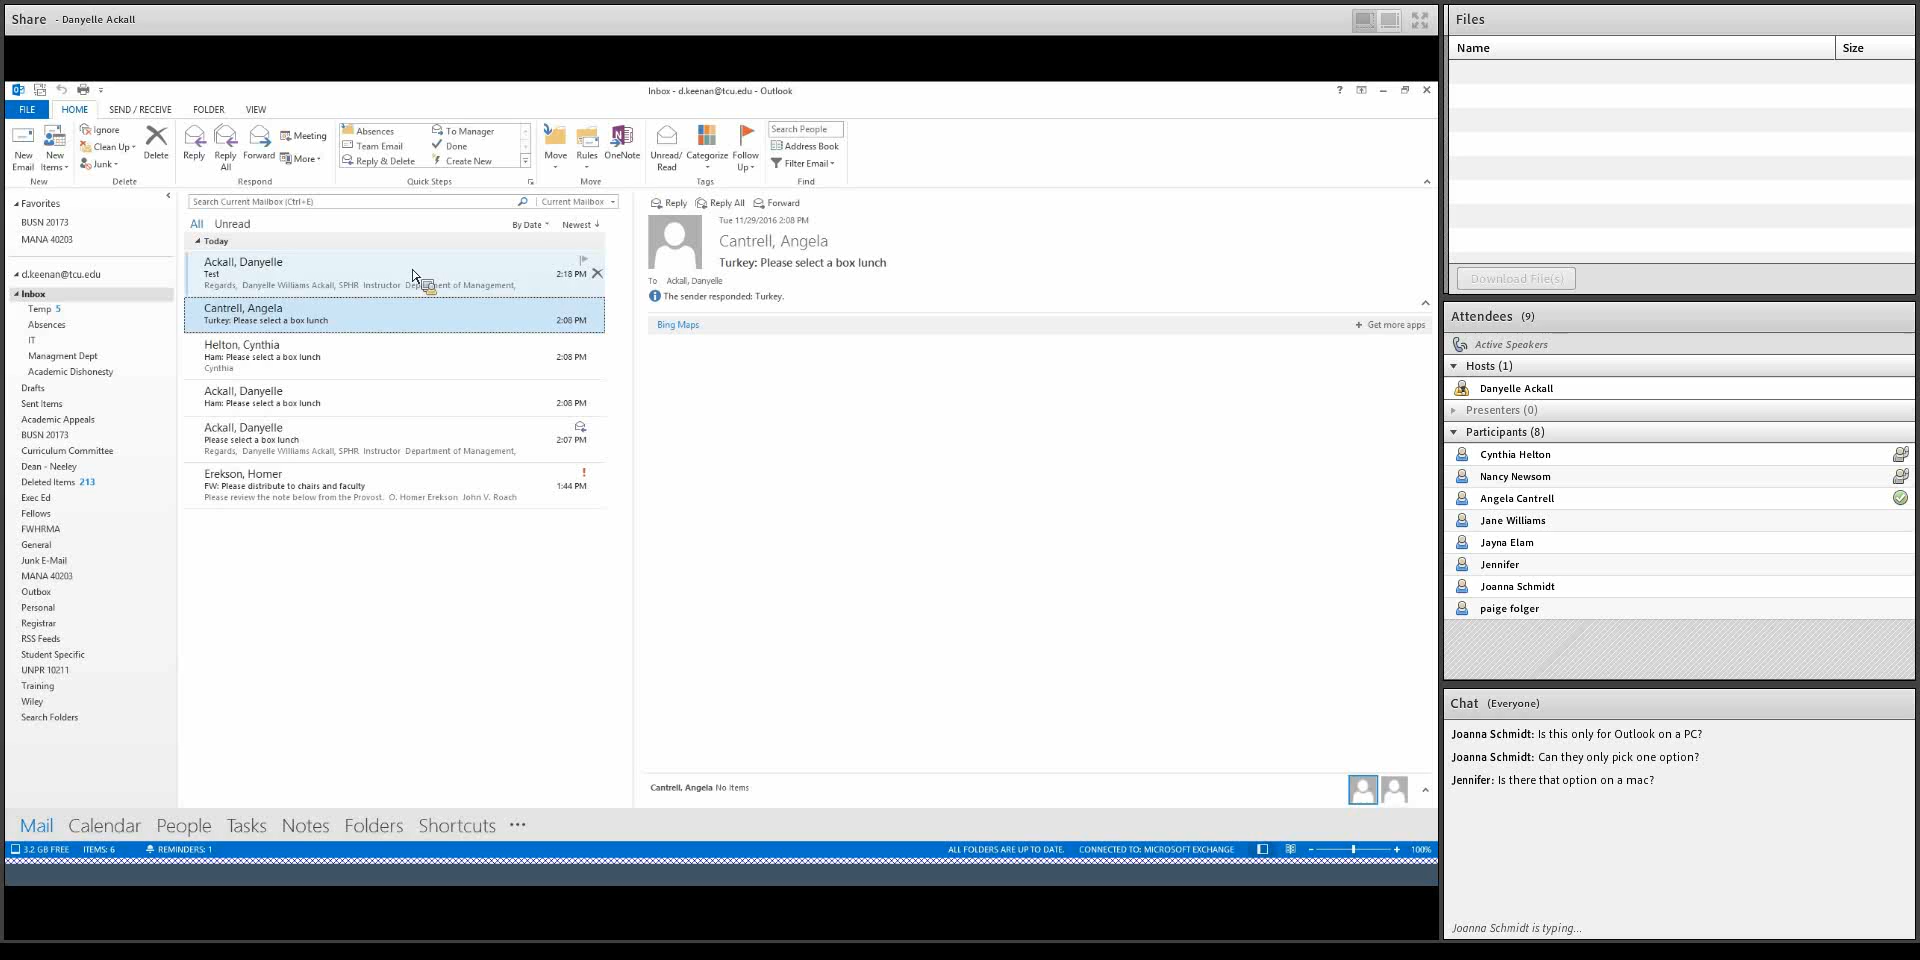 Share - Danyelle Ackall
Inbox - d.keenan@tcu.edu - Outlook
FILE HOME SEND / RECEIVE FOLDER VIEW
New Email
New Items
New
Ignore
Clean Up
Junk
Delete
Delete
Reply
Reply All
Forward
Meeting
More
Respond
Absences
Team Email
Reply & Delete
To Manager
Done
Create New
Quick Steps
Move
Rules
OneNote
Move
Unread/ Read
Categorize
Follow Up
Tags
Search People
Address Book
Filter Email
Find
Favorites
BUSN 20173
MANA 40203
d.keenan@tcu.edu
Inbox
Temp 5
Absences
IT
Managment Dept
Academic Dishonesty
Drafts
Sent Items
Academic Appeals
BUSN 20173
Curriculum Committee
Dean - Neeley
Deleted Items 213
Exec Ed
Fellows
FWHRMA
General
Junk E-Mail
MANA 40203
Outbox
Personal
Registrar
RSS Feeds
Student Specific
UNPR 10211
Training
Wiley
Search Folders
Search Current Mailbox (Ctrl+E) Current Mailbox
All Unread By Date Newest
Today
Ackall, Danyelle
Test 2:18 PM
Regards, Danyelle Williams Ackall, SPHR Instructor Department of Management,
Cantrell, Angela
Turkey: Please select a box lunch 2:08 PM
Helton, Cynthia
Ham: Please select a box lunch 2:08 PM
Cynthia
Ackall, Danyelle
Ham: Please select a box lunch 2:08 PM
Ackall, Danyelle
Please select a box lunch 2:07 PM
Regards, Danyelle Williams Ackall, SPHR Instructor Department of Management,
Erekson, Homer
FW: Please distribute to chairs and faculty 1:44 PM
Please review the note below from the Provost. O. Homer Erekson John V. Roach
Reply Reply All Forward
Tue 11/29/2016 2:08 PM
Cantrell, Angela
Turkey: Please select a box lunch
To Ackall, Danyelle
The sender responded: Turkey.
Bing Maps + Get more apps
Cantrell, Angela No Items
Mail Calendar People Tasks Notes Folders Shortcuts ...
3.2 GB FREE ITEMS: 6 REMINDERS: 1 ALL FOLDERS ARE UP TO DATE. CONNECTED TO: MICROSOFT EXCHANGE 100%
Files
Name Size
Download File(s)
Attendees (9)
Active Speakers
Hosts (1)
Danyelle Ackall
Presenters (0)
Participants (8)
Cynthia Helton
Nancy Newsom
Angela Cantrell
Jane Williams
Jayna Elam
Jennifer
Joanna Schmidt
paige folger
Chat (Everyone)
Joanna Schmidt: Is this only for Outlook on a PC?
Joanna Schmidt: Can they only pick one option?
Jennifer: Is there that option on a mac?
Joanna Schmidt is typing...